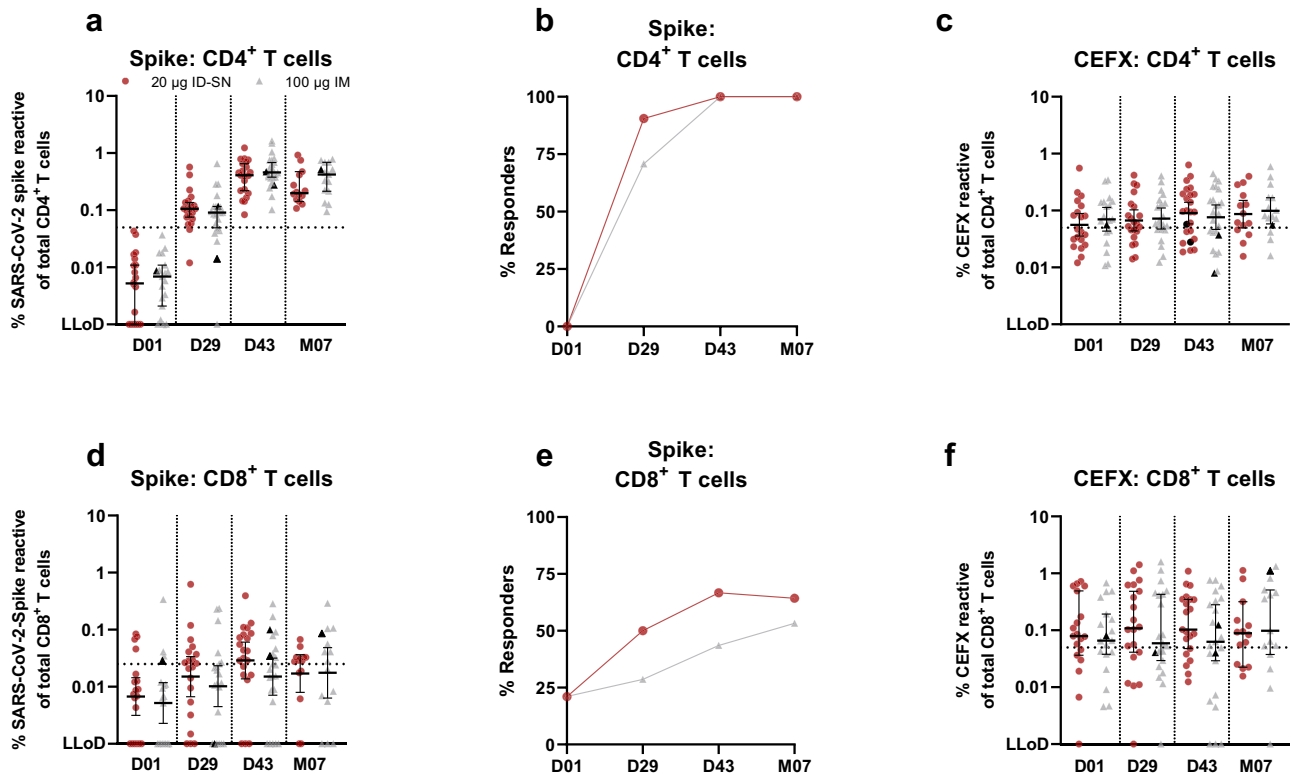 a
Spike: CD4+ T cells
20 µg ID-SN
100 µg IM
% SARS-CoV-2 spike reactive
of total CD4+ T cells
10
1
0.1
0.01
LLoD
D01 D29 D43 M07
b
Spike:
CD4+ T cells
% Responders
100
75
50
25
0
D01 D29 D43 M07
c
CEFX: CD4+ T cells
% CEFX reactive
of total CD4+ T cells
10
1
0.1
0.01
LLoD
D01 D29 D43 M07
d
Spike: CD8+ T cells
% SARS-CoV-2-Spike reactive
of total CD8+ T cells
10
1
0.1
0.01
LLoD
D01 D29 D43 M07
e
Spike:
CD8+ T cells
% Responders
100
75
50
25
0
D01 D29 D43 M07
f
CEFX: CD8+ T cells
% CEFX reactive
of total CD8+ T cells
10
1
0.1
0.01
LLoD
D01 D29 D43 M07